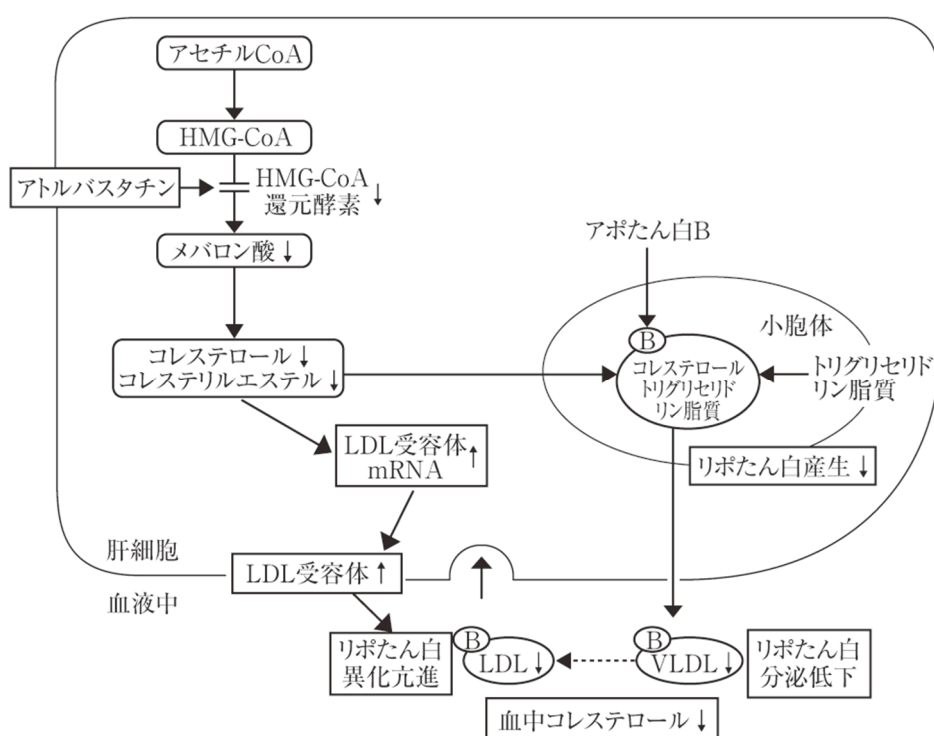 アセチルCoA
HMG-CoA
アトルバスタチン
HMG-CoA
還元酵素↓
メバロン酸↓
アポたん白B
小胞体
B
コレステロール↓
コレステリルエステル↓
コレステロール
トリグリセリド
リン脂質
トリグリセリド
リン脂質
LDL受容体
mRNA↑
リポたん白産生↓
肝細胞
LDL受容体↑
血液中
リポたん白
異化亢進
B
LDL↓
B
VLDL↓
リポたん白
分泌低下
血中コレステロール↓